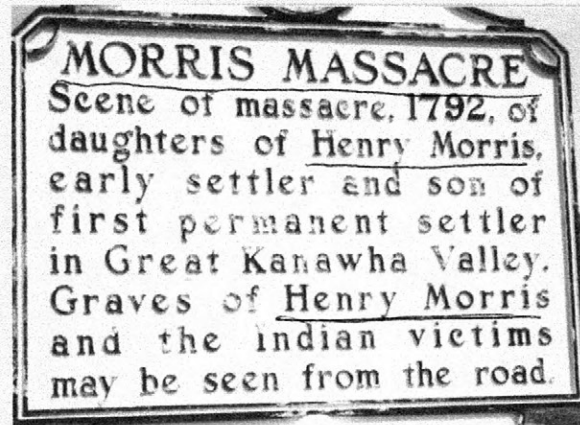 MORRIS MASSACRE
Scene of massacre, 1792, of
daughters of Henry Morris,
early settler and son of
first permanent settler
in Great Kanawha Valley.
Graves of Henry Morris
and the indian victims
may be seen from the road.